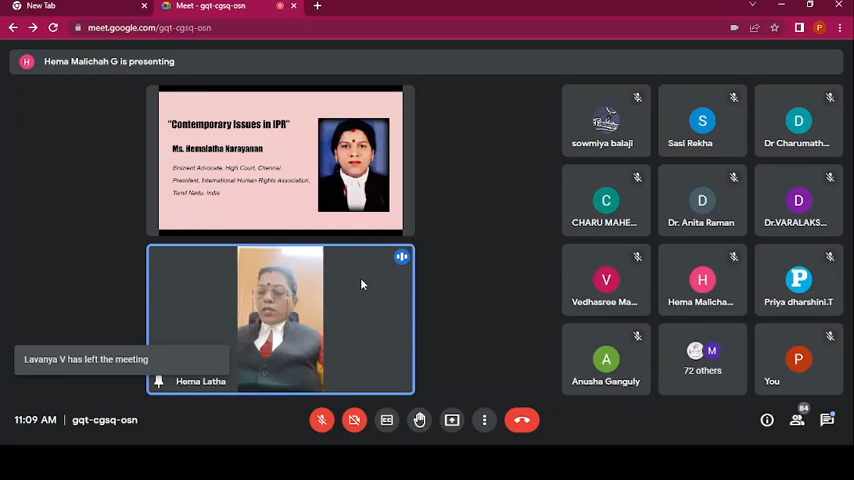 New Tab
Meet - gqt-cgsq-osn
meet.google.com/gqt-cgsq-osn
P
H
Hema Malichah G is presenting
"Contemporary Issues in IPR"
Ms. Hemalatha Narayanan
Eminent Advocate, High Court, Chennai
President, International Human Rights Association,
Tamil Nadu, India
sowmiya balaji
S
Sasi Rekha
D
Dr Charumath...
C
CHARU MAHE...
D
Dr. Anita Raman
D
Dr.VARALAKS...
V
Vedhasree Ma...
H
Hema Malicha...
P
Priya dharshini.T
A
Anusha Ganguly
M
72 others
P
You
Lavanya V has left the meeting
Hema Latha
11:09 AM | gqt-cgsq-osn
84